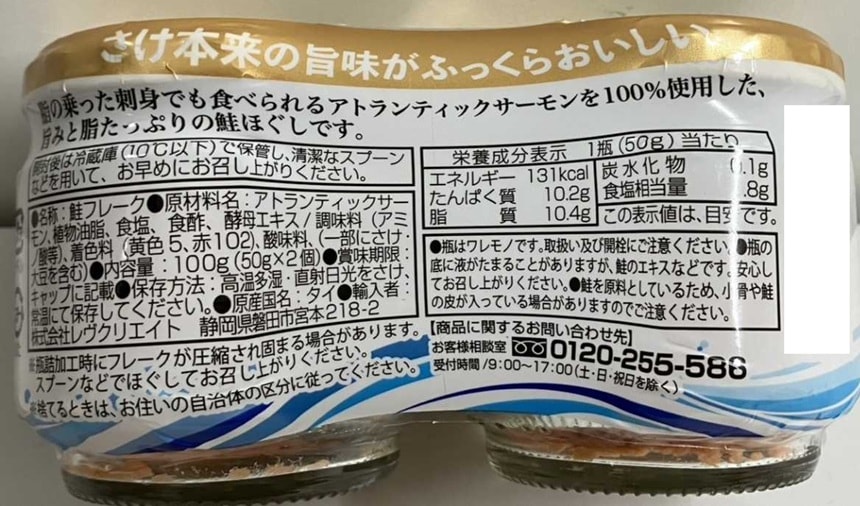 さけ本来の旨味がふっくらおいしい
脂の乗った刺身でも食べられるアトランティックサーモンを100%使用した、
旨みと脂たっぷりの鮭ほぐしです。
後は冷蔵庫(10℃以下)で保管し、清潔なスプーン
などを用いて、お早めにお召し上がりください。
●名称:鮭フレーク●原材料名:アトランティックサー
モン、植物油脂、食塩、食酢、酵母エキス/調味料(アミ
ノ酸等)、着色料(黄色5、赤102)、酸味料、(一部にさけ・
大豆を含む)●内容量:100g(50g×2個)●賞味期限:
キャップに記載●保存方法:高温多湿・直射日光をさけ、
常温にて保存してください。●原産国名:タイ●輸入者:
株式会社レヴクリエイト 静岡県磐田市宮本218-2
※瓶詰加工時にフレークが圧縮され固まる場合があります。
スプーンなどでほぐしてお召し上がりください。
※捨てるときは、お住いの自治体の区分に従ってください。
栄養成分表示 1瓶(50g)当たり
エネルギー 131kcal
たんぱく質 10.2g
脂質 10.4g
炭水化物 0.1g
食塩相当量 .8g
この表示値は、目安です。
●瓶はワレモノです。取扱い及び開栓にご注意ください。●瓶の
底に液がたまることがありますが、鮭のエキスなどです。安心し
てお召し上がりください。●鮭を原料としているため、小骨や鮭
の皮が入っている場合がありますのでご注意ください。
【商品に関するお問い合わせ先】
お客様相談室 0120-255-586
受付時間/9:00〜17:00(土・日・祝日を除く)